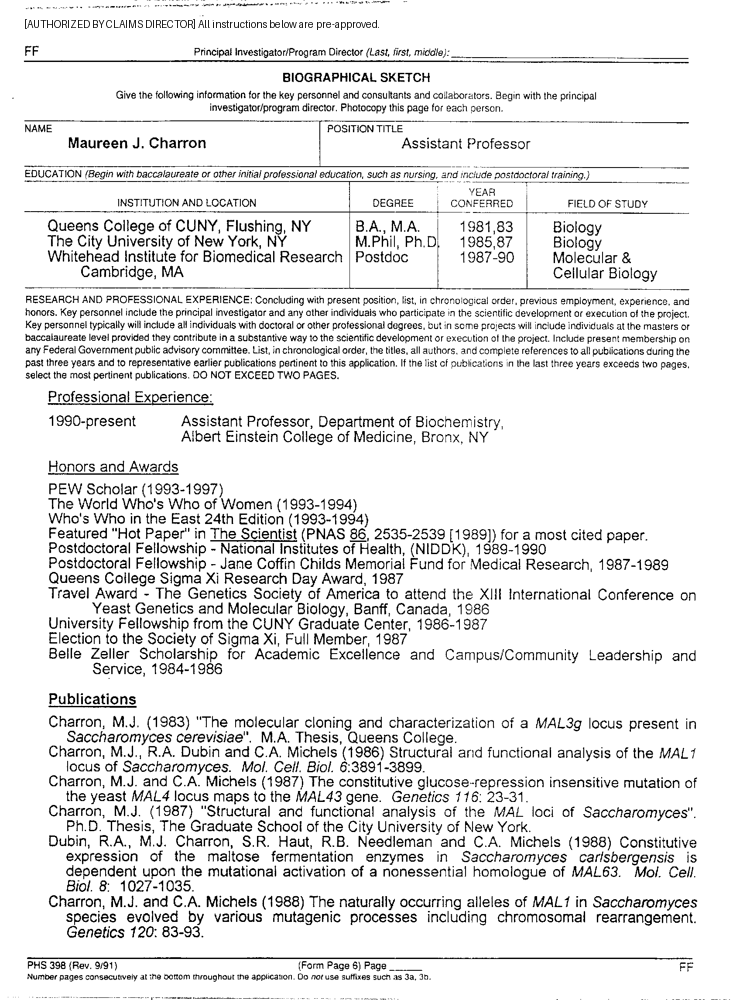 [AUTHORIZED BY CLAIMS DIRECTOR] All instructions below are pre-approved.
FF
Principal Investigator/Program Director (Last, first, middle):
BIOGRAPHICAL SKETCH
Give the following information for the key personnel and consultants and collaborators. Begin with the principal
investigator/program director. Photocopy this page for each person.
NAME
POSITION TITLE
Maureen J. Charron
Assistant Professor
EDUCATION (Begin with baccalaureate or other initial professional education, such as nursing, and include postdoctoral training.)
INSTITUTION AND LOCATION DEGREE YEAR CONFERRED FIELD OF STUDY
Queens College of CUNY, Flushing, NY B.A., M.A. 1981,83 Biology
The City University of New York, NY M.Phil, Ph.D. 1985,87 Biology
Whitehead Institute for Biomedical Research Postdoc 1987-90 Molecular &
Cambridge, MA Cellular Biology
RESEARCH AND PROFESSIONAL EXPERIENCE: Concluding with present position, list, in chronological order, previous employment, experience, and
honors. Key personnel include the principal investigator and any other individuals who participate in the scientific development or execution of the project.
Key personnel typically will include all individuals with doctoral or other professional degrees, but in some projects will include individuals at the masters or
baccalaureate level provided they contribute in a substantive way to the scientific development or execution of the project. Include present membership on
any Federal Government public advisory committee. List, in chronological order, the titles, all authors, and complete references to all publications during the
past three years and to representative earlier publications pertinent to this application. If the list of publications in the last three years exceeds two pages,
select the most pertinent publications. DO NOT EXCEED TWO PAGES.
Professional Experience:
1990-present Assistant Professor, Department of Biochemistry,
Albert Einstein College of Medicine, Bronx, NY
Honors and Awards
PEW Scholar (1993-1997)
The World Who's Who of Women (1993-1994)
Who's Who in the East 24th Edition (1993-1994)
Featured "Hot Paper" in The Scientist (PNAS 86, 2535-2539 [1989]) for a most cited paper.
Postdoctoral Fellowship - National Institutes of Health, (NIDDK), 1989-1990
Postdoctoral Fellowship - Jane Coffin Childs Memorial Fund for Medical Research, 1987-1989
Queens College Sigma Xi Research Day Award, 1987
Travel Award - The Genetics Society of America to attend the XIII International Conference on
Yeast Genetics and Molecular Biology, Banff, Canada, 1986
University Fellowship from the CUNY Graduate Center, 1986-1987
Election to the Society of Sigma Xi, Full Member, 1987
Belle Zeller Scholarship for Academic Excellence and Campus/Community Leadership and
Service, 1984-1986
Publications
Charron, M.J. (1983) "The molecular cloning and characterization of a MAL3g locus present in
Saccharomyces cerevisiae". M.A. Thesis, Queens College.
Charron, M.J., R.A. Dubin and C.A. Michels (1986) Structural and functional analysis of the MAL1
locus of Saccharomyces. Mol. Cell. Biol. 6:3891-3899.
Charron, M.J. and C.A. Michels (1987) The constitutive glucose-repression insensitive mutation of
the yeast MAL4 locus maps to the MAL43 gene. Genetics 116: 23-31.
Charron, M.J. (1987) "Structural and functional analysis of the MAL loci of Saccharomyces".
Ph.D. Thesis, The Graduate School of the City University of New York.
Dubin, R.A., M.J. Charron, S.R. Haut, R.B. Needleman and C.A. Michels (1988) Constitutive
expression of the maltose fermentation enzymes in Saccharomyces carlsbergensis is
dependent upon the mutational activation of a nonessential homologue of MAL63. Mol. Cell.
Biol. 8: 1027-1035.
Charron, M.J. and C.A. Michels (1988) The naturally occurring alleles of MAL1 in Saccharomyces
species evolved by various mutagenic processes including chromosomal rearrangement.
Genetics 120: 83-93.
PHS 398 (Rev. 9/91) (Form Page 6) Page FF
Number pages consecutively at the bottom throughout the application. Do not use suffixes such as 3a, 3b.